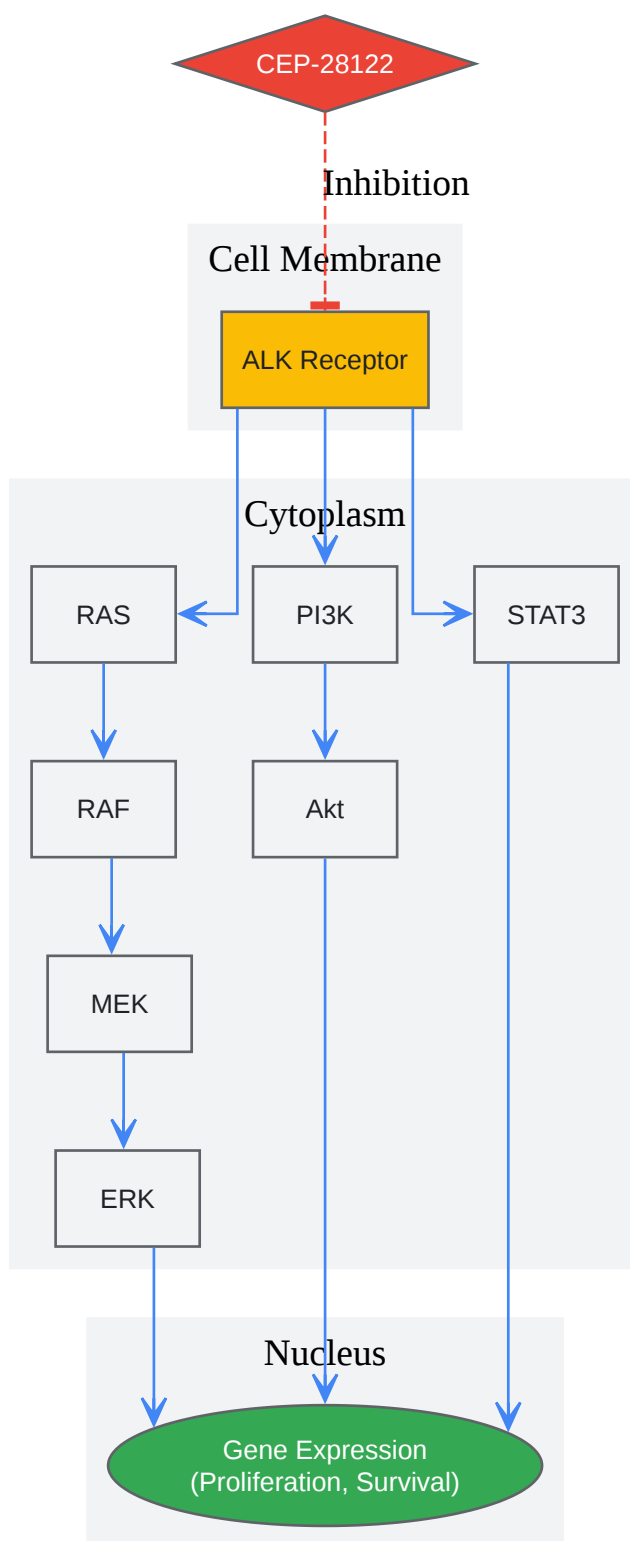 CEP-28122
Inhibition
Cell Membrane
ALK Receptor
Cytoplasm
RAS
PI3K
STAT3
RAF
Akt
MEK
ERK
Nucleus
Gene Expression
(Proliferation, Survival)